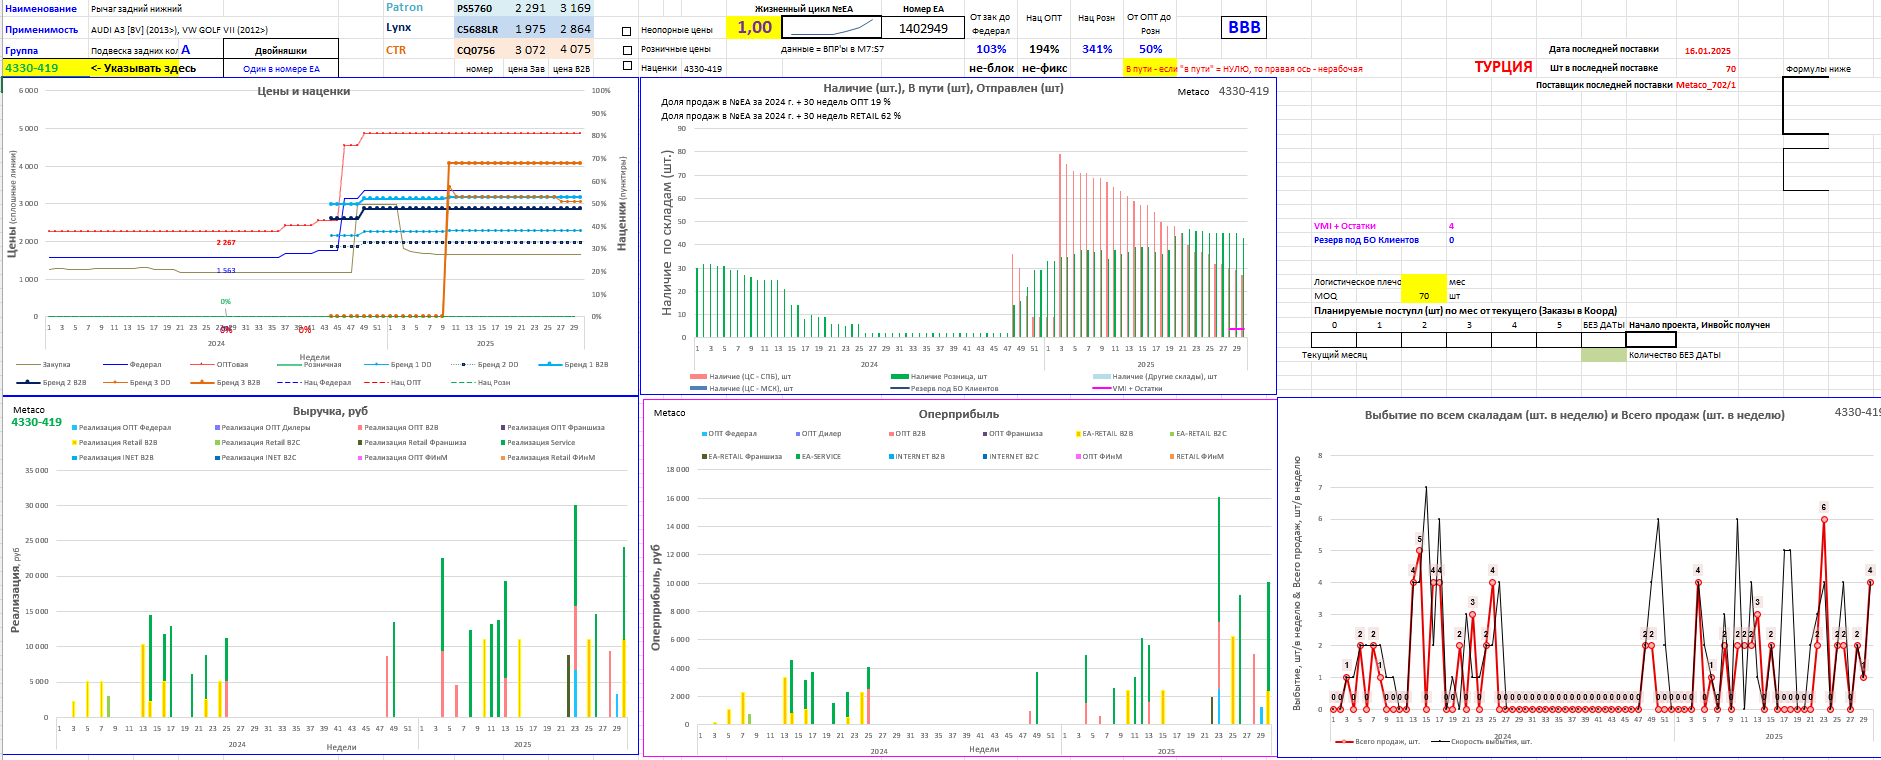 Наименование Рычаг задний нижний
Применимость AUDI A3 [8V] (2013>), VW GOLF VII (2012>)
Группа Подвеска задних кол А Двойняшки
4330-419 <- Указывать здесь Один в номере ЕА
Patron PS5760 2 291 3 169
Lynx C5688LR 1 975 2 864
CTR CQ0756 3 072 4 075
номер цена Зав цена B2B
Жизненный цикл №ЕА Номер ЕА
Неопорные цены 1,00 1402949
Розничные цены данные = ВПР'ы в М7:S7
Наценки 4330-419
От зак до Федерал Нац ОПТ Нац Розн От ОПТ до Розн
103% 194% 341% 50%
не-блок не-фикс
В пути - если "в пути" = НУЛЮ, то правая ось - нерабочая
BBB
ТУРЦИЯ
Дата последней поставки 16.01.2025
Шт в последней поставке 70
Поставщик последней поставки Metaco_702/1
Формулы ниже
Цены и наценки
Цены (сплошные линии)
Наценки (пунктиры)
6 000
5 000
4 000
3 000
2 000
1 000
0
100%
90%
80%
70%
60%
50%
40%
30%
20%
10%
0%
2 267
1 563
0%
0%
0%
1 3 5 7 9 11 13 15 17 19 21 23 25 27 29 31 33 35 37 39 41 43 45 47 49 51 1 3 5 7 9 11 13 15 17 19 21 23 25 27 29
Недели
2024 2025
Закупка Федерал ОПТовая Розничная Бренд 1 DD Бренд 2 DD Бренд 1 B2B
Бренд 2 B2B Бренд 3 DD Бренд 3 B2B Нац Федерал Нац ОПТ Нац Розн
Наличие (шт.), В пути (шт), Отправлен (шт)
Metaco 4330-419
Доля продаж в №ЕА за 2024 г. + 30 недель ОПТ 19 %
Доля продаж в №ЕА за 2024 г. + 30 недель RETAIL 62 %
Наличие по складам (шт.)
90
80
70
60
50
40
30
20
10
0
1 3 5 7 9 11 13 15 17 19 21 23 25 27 29 31 33 35 37 39 41 43 45 47 49 51 1 3 5 7 9 11 13 15 17 19 21 23 25 27 29
2024 2025
Наличие (ЦС - СПБ), шт Наличие Розница, шт Наличие (Другие склады), шт
Наличие (ЦС - МСК), шт Резерв под БО Клиентов VMI + Остатки
VMI + Остатки 4
Резерв под БО Клиентов 0
Логистическое плечо мес
MOQ 70 шт
Планируемые поступл (шт) по мес от текущего (Заказы в Коорд)
0 1 2 3 4 5 БЕЗ ДАТЫ Начало проекта, Инвойс получен
Текущий месяц Количество БЕЗ ДАТЫ
Metaco
4330-419
Выручка, руб
Реализация ОПТ Федерал Реализация ОПТ Дилеры Реализация ОПТ B2B Реализация ОПТ Франшиза
Реализация Retail B2B Реализация Retail B2C Реализация Retail Франшиза Реализация Service
Реализация INET B2B Реализация INET B2C Реализация ОПТ ФИнМ Реализация Retail ФИнМ
Реализация, руб
35 000
30 000
25 000
20 000
15 000
10 000
5 000
0
1 3 5 7 9 11 13 15 17 19 21 23 25 27 29 31 33 35 37 39 41 43 45 47 49 51 1 3 5 7 9 11 13 15 17 19 21 23 25 27 29
2024 Недели 2025
Metaco
Оперприбыль
ОПТ Федерал ОПТ Дилер ОПТ B2B ОПТ Франшиза EA-RETAIL B2B EA-RETAIL B2C
EA-RETAIL Франшиза EA-SERVICE INTERNET B2B INTERNET B2C ОПТ ФИнМ RETAIL ФИнМ
Оперприбыль, руб
18 000
16 000
14 000
12 000
10 000
8 000
6 000
4 000
2 000
0
1 3 5 7 9 11 13 15 17 19 21 23 25 27 29 31 33 35 37 39 41 43 45 47 49 51 1 3 5 7 9 11 13 15 17 19 21 23 25 27 29
2024 Недели 2025
Выбытие по всем скаладам (шт. в неделю) и Всего продаж (шт. в неделю)
4330-419
Выбытие, шт/в неделю & Всего продаж, шт/в неделю
8
7
6
5
4
3
2
1
0
1 3 5 7 9 11 13 15 17 19 21 23 25 27 29 31 33 35 37 39 41 43 45 47 49 51 1 3 5 7 9 11 13 15 17 19 21 23 25 27 29
2024 2025
Всего продаж, шт. Скорость выбытия, шт.